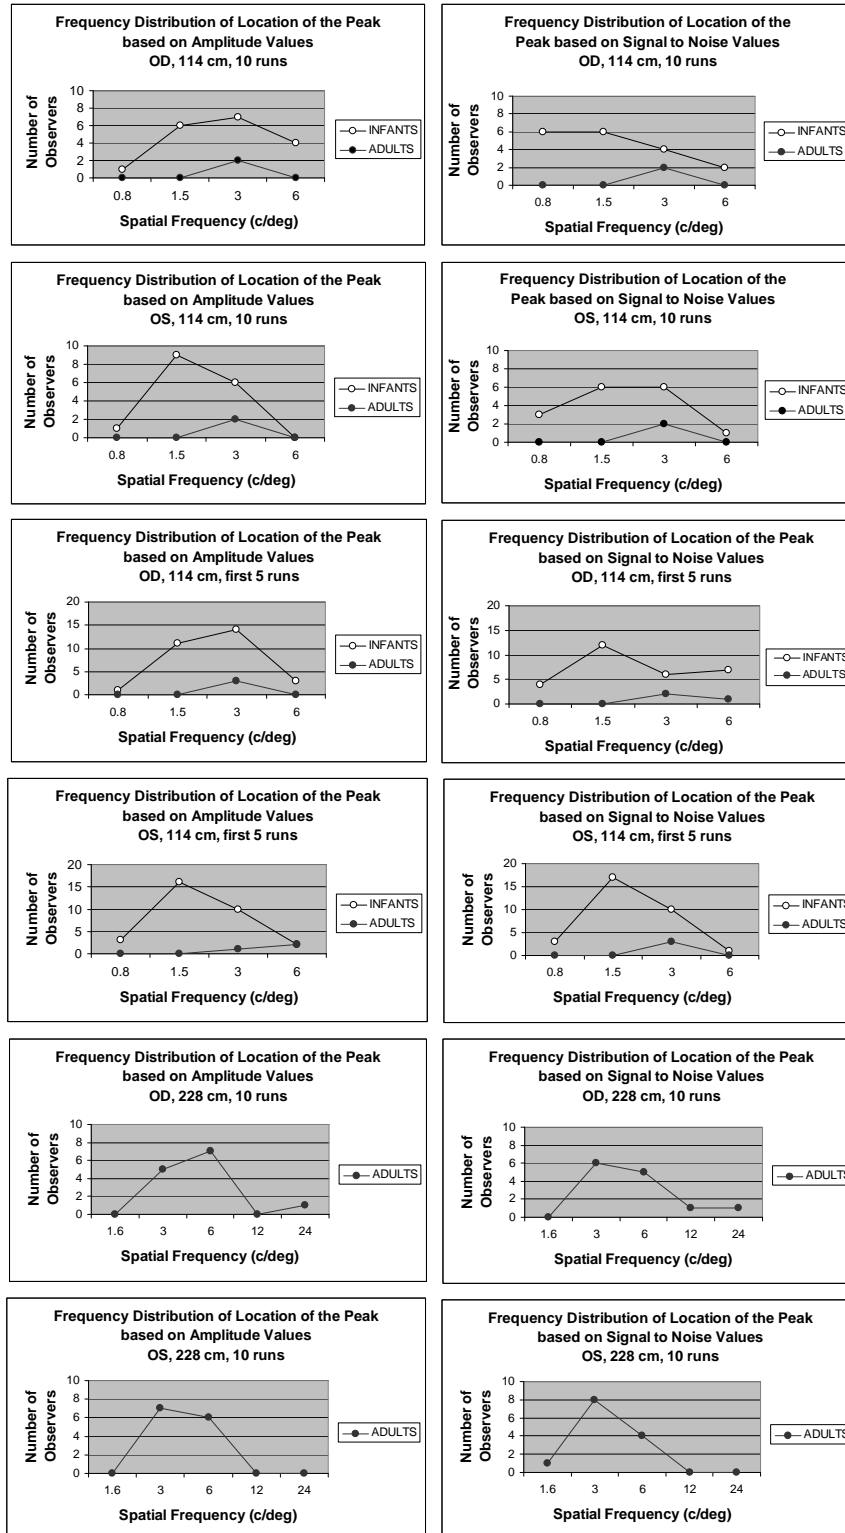 Frequency Distribution of Location of the Peak
based on Amplitude Values
OD, 114 cm, 10 runs
Number of
Observers
10
8
6
4
2
0
0.8 1.5 3 6
Spatial Frequency (c/deg)
INFANTS
ADULTS
Frequency Distribution of Location of the
Peak based on Signal to Noise Values
OD, 114 cm, 10 runs
Number of
Observers
10
8
6
4
2
0
0.8 1.5 3 6
Spatial Frequency (c/deg)
INFANTS
ADULTS
Frequency Distribution of Location of the Peak
based on Amplitude Values
OS, 114 cm, 10 runs
Number of
Observers
10
8
6
4
2
0
0.8 1.5 3 6
Spatial Frequency (c/deg)
INFANTS
ADULTS
Frequency Distribution of Location of the
Peak based on Signal to Noise Values
OS, 114 cm, 10 runs
Number of
Observers
10
8
6
4
2
0
0.8 1.5 3 6
Spatial Frequency (c/deg)
INFANTS
ADULTS
Frequency Distribution of Location of the Peak
based on Amplitude Values
OD, 114 cm, first 5 runs
Number of
Observers
20
15
10
5
0
0.8 1.5 3 6
Spatial Frequency (c/deg)
INFANTS
ADULTS
Frequency Distribution of Location of the Peak
based on Signal to Noise Values
OD, 114 cm, first 5 runs
Number of
Observers
20
15
10
5
0
0.8 1.5 3 6
Spatial Frequency (c/deg)
INFANTS
ADULTS
Frequency Distribution of Location of the Peak
based on Amplitude Values
OS, 114 cm, first 5 runs
Number of
Observers
20
15
10
5
0
0.8 1.5 3 6
Spatial Frequency (c/deg)
INFANTS
ADULTS
Frequency Distribution of Location of the Peak
based on Signal to Noise Values
OS, 114 cm, first 5 runs
Number of
Observers
20
15
10
5
0
0.8 1.5 3 6
Spatial Frequency (c/deg)
INFANTS
ADULTS
Frequency Distribution of Location of the Peak
based on Amplitude Values
OD, 228 cm, 10 runs
Number of
Observers
10
8
6
4
2
0
1.6 3 6 12 24
Spatial Frequency (c/deg)
ADULTS
Frequency Distribution of Location of the Peak
based on Signal to Noise Values
OD, 228 cm, 10 runs
Number of
Observers
10
8
6
4
2
0
1.6 3 6 12 24
Spatial Frequency (c/deg)
ADULTS
Frequency Distribution of Location of the Peak
based on Amplitude Values
OS, 228 cm, 10 runs
Number of
Observers
10
8
6
4
2
0
1.6 3 6 12 24
Spatial Frequency (c/deg)
ADULTS
Frequency Distribution of Location of the Peak
based on Signal to Noise Values
OS, 228 cm, 10 runs
Number of
Observers
10
8
6
4
2
0
1.6 3 6 12 24
Spatial Frequency (c/deg)
ADULTS